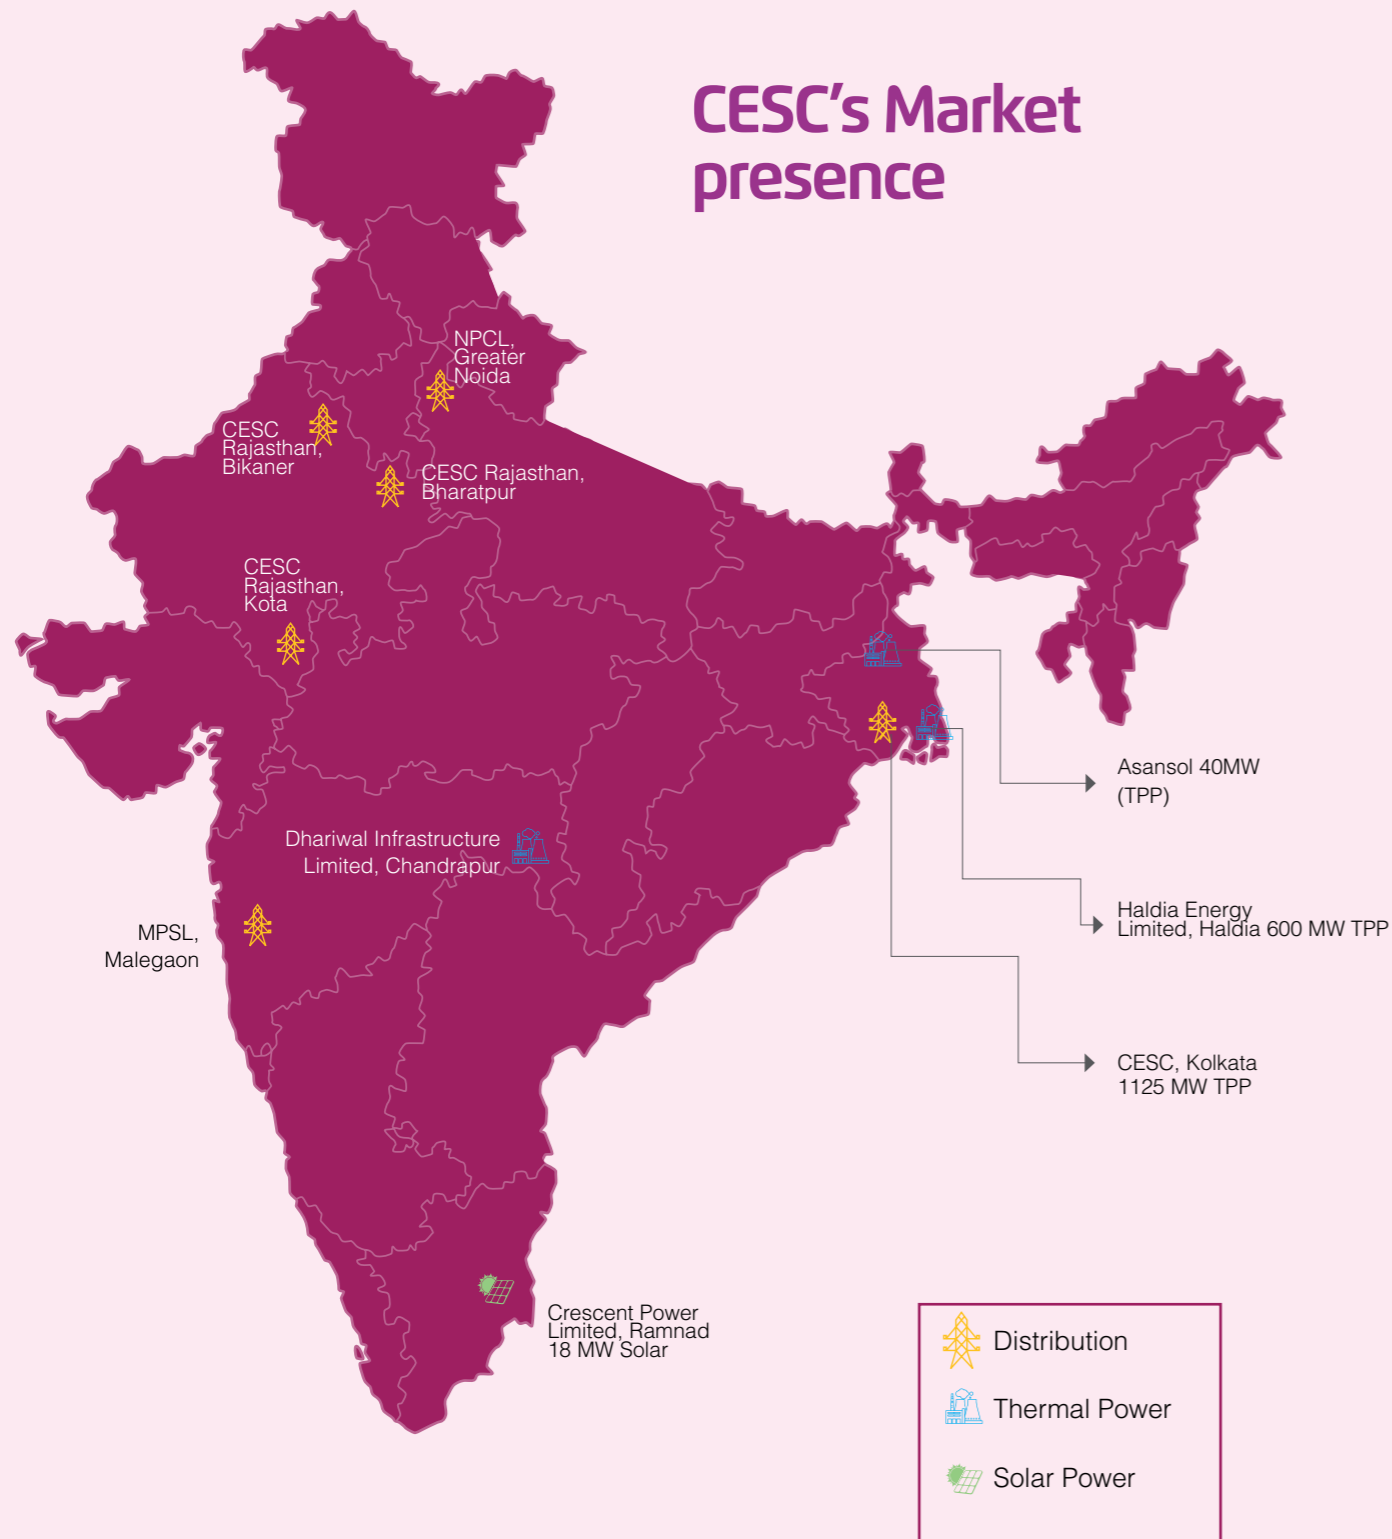 CESC's Market
presence
NPCL,
Greater
Noida
CESC
Rajasthan,
Bikaner
CESC Rajasthan,
Bharatpur
CESC
Rajasthan,
Kota
Asansol 40MW
(TPP)
Dhariwal Infrastructure
Limited, Chandrapur
Haldia Energy
Limited, Haldia 600 MW TPP
MPSL,
Malegaon
CESC, Kolkata
1125 MW TPP
Crescent Power
Limited, Ramnad
18 MW Solar
Distribution
Thermal Power
Solar Power